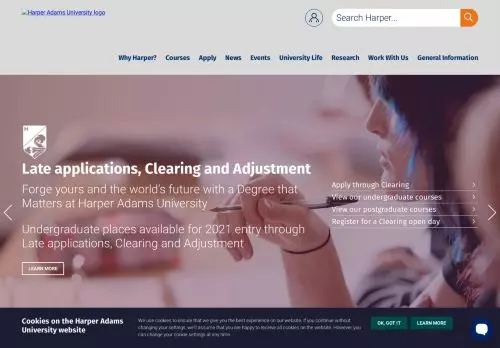 Harper Adams University logo
Search Harper...
Why Harper? Courses Apply News Events University Life Research Work With Us General Information
H
Late applications, Clearing and Adjustment
Forge yours and the world's future with a Degree that
Matters at Harper Adams University
Undergraduate places available for 2021 entry through
Late applications, Clearing and Adjustment
LEARN MORE
Apply through Clearing
View our undergraduate courses
View our postgraduate courses
Register for a Clearing open day
Cookies on the Harper Adams
University website
We use cookies to ensure that we give you the best experience on our website. If you continue without
changing your settings, we'll assume that you are happy to receive all cookies on the website. However, you
can change your cookie settings at any time.
OK, GOT IT
LEARN MORE